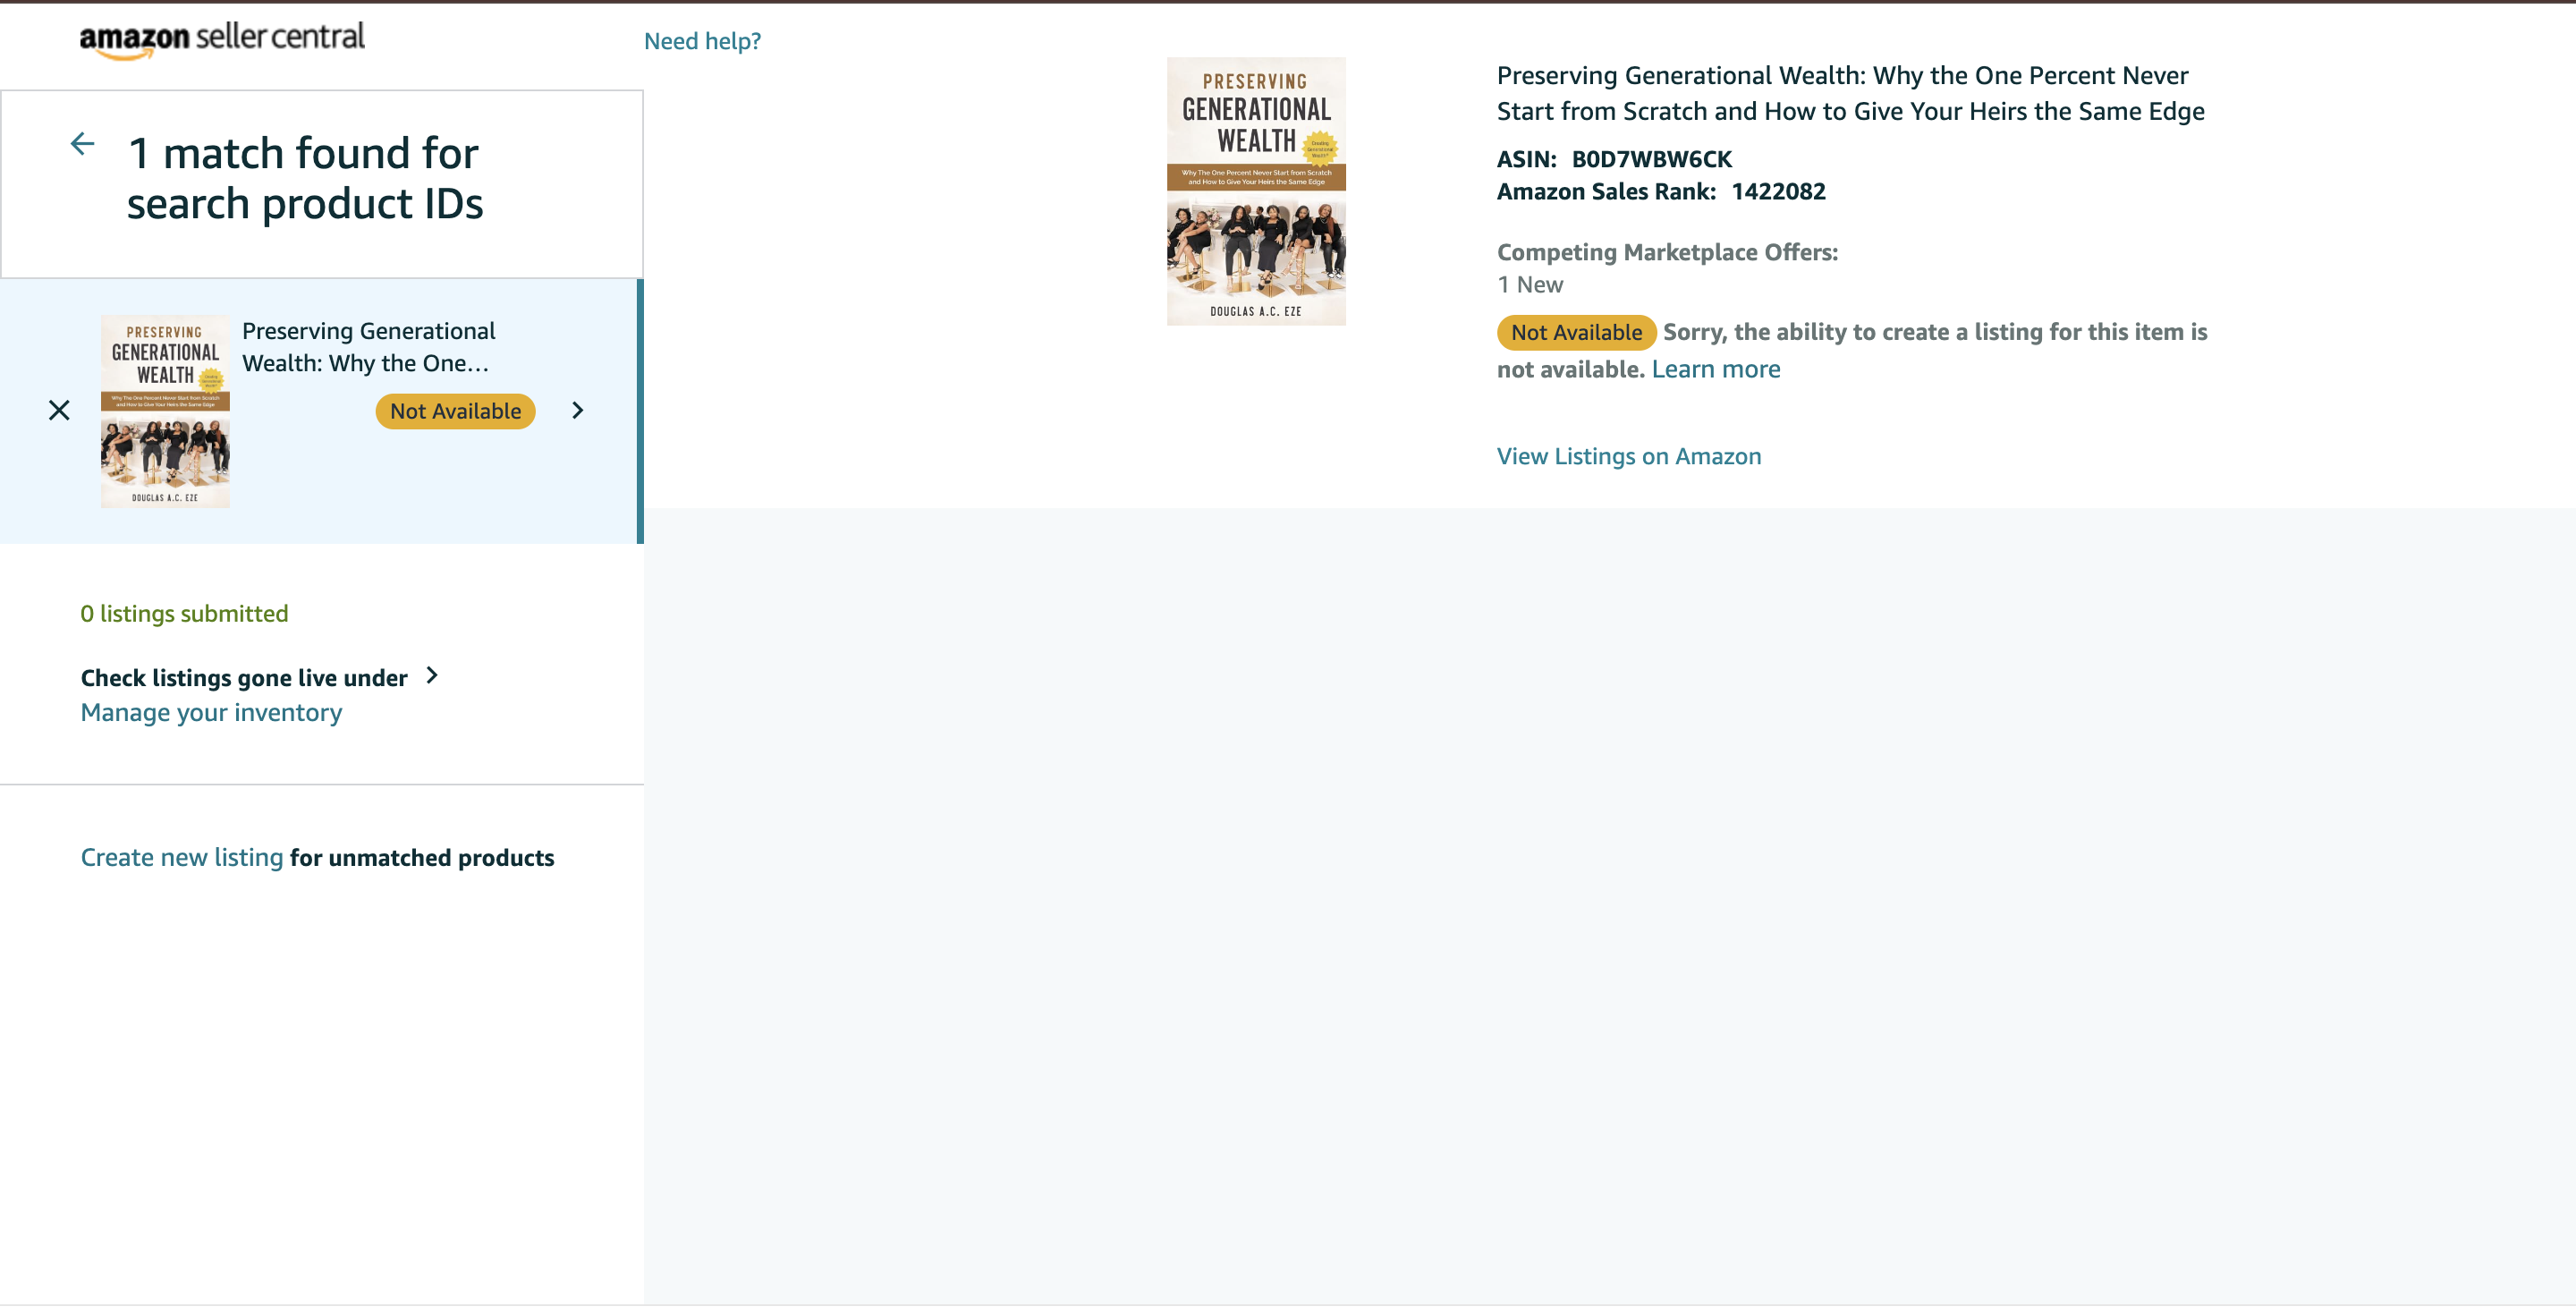 amazon seller central
Need help?
1 match found for
search product IDs
PRESERVING
GENERATIONAL
WEALTH
Why The One Percent Never Start from Scratch
and How to Give Your Heirs the Same Edge
DOUGLAS A.C. EZE
Preserving Generational
Wealth: Why the One...
Not Available
0 listings submitted
Check listings gone live under
Manage your inventory
Create new listing for unmatched products
PRESERVING
GENERATIONAL
WEALTH
Creating
Generational
Wealth
Why The One Percent Never Start from Scratch
and How to Give Your Heirs the Same Edge
DOUGLAS A.C. EZE
Preserving Generational Wealth: Why the One Percent Never
Start from Scratch and How to Give Your Heirs the Same Edge
ASIN: B0D7WBW6CK
Amazon Sales Rank: 1422082
Competing Marketplace Offers:
1 New
Not Available Sorry, the ability to create a listing for this item is
not available. Learn more
View Listings on Amazon